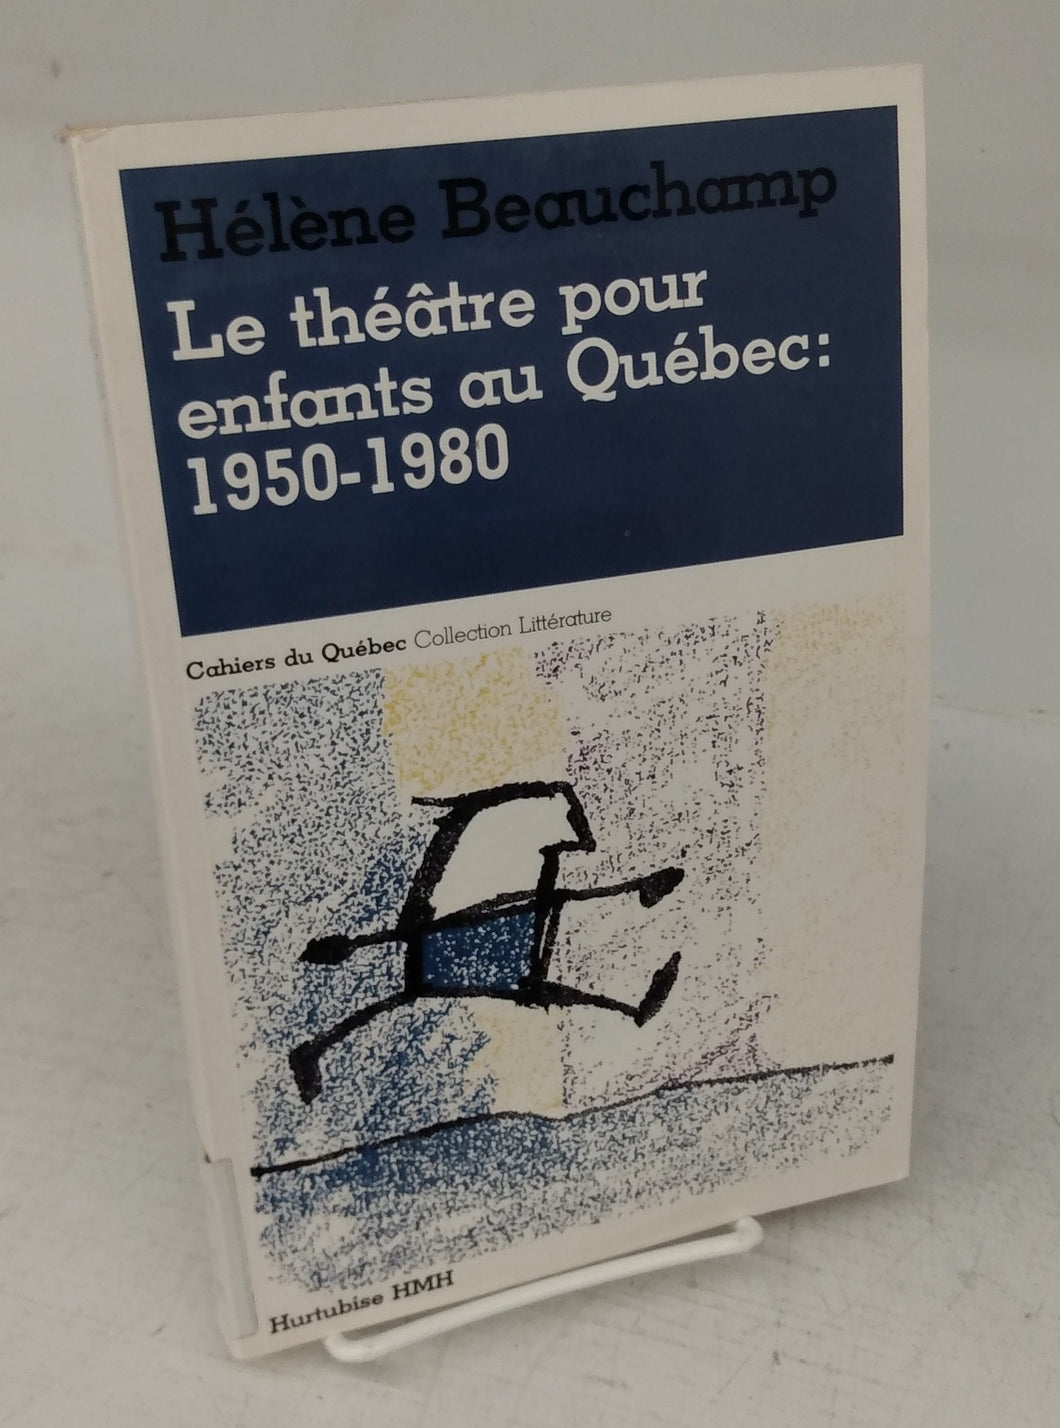 Hélène Beauchamp
Le théâtre pour
enfants au Québec:
1950-1980
Cahiers du Québec Collection Littérature
Hurtubise HMH